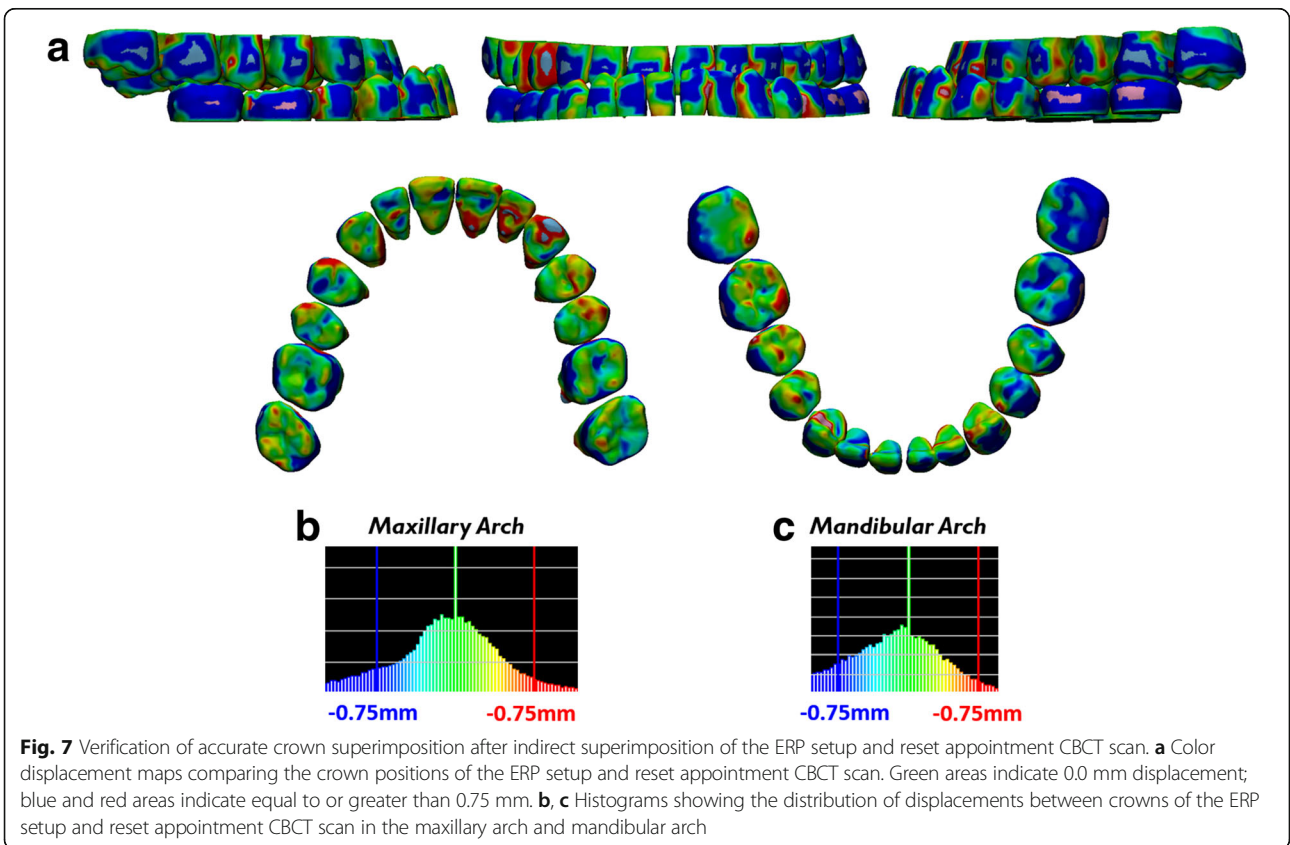 a
b Maxillary Arch
c Mandibular Arch
-0.75mm -0.75mm
-0.75mm -0.75mm
Fig. 7 Verification of accurate crown superimposition after indirect superimposition of the ERP setup and reset appointment CBCT scan. a Color
displacement maps comparing the crown positions of the ERP setup and reset appointment CBCT scan. Green areas indicate 0.0 mm displacement;
blue and red areas indicate equal to or greater than 0.75 mm. b, c Histograms showing the distribution of displacements between crowns of the ERP
setup and reset appointment CBCT scan in the maxillary arch and mandibular arch